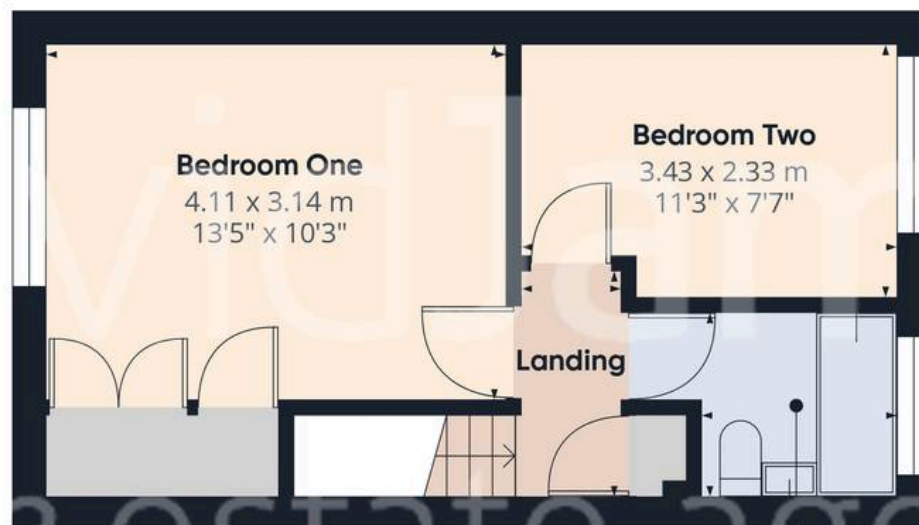 Bedroom One
4.11 x 3.14 m
13'5" x 10'3"
Bedroom Two
3.43 x 2.33 m
11'3" x 7'7"
Landing